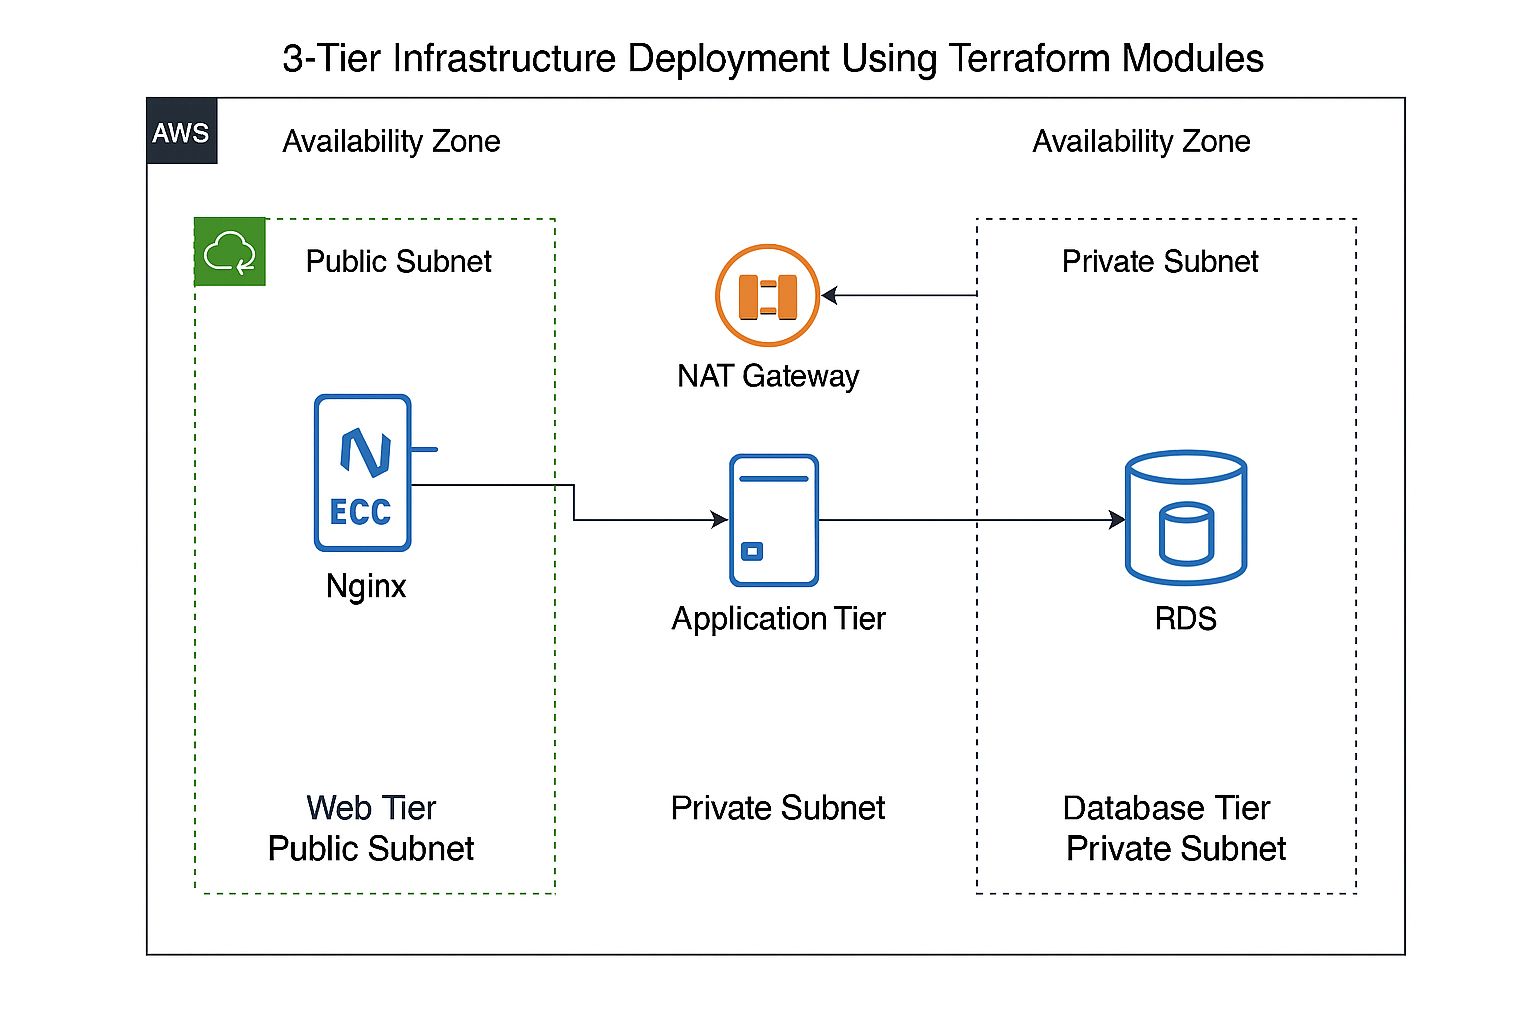 3-Tier Infrastructure Deployment Using Terraform Modules
AWS
Availability Zone
Availability Zone
Public Subnet
Private Subnet
NAT Gateway
N
ECC
Nginx
Application Tier
RDS
Web Tier
Public Subnet
Private Subnet
Database Tier
Private Subnet